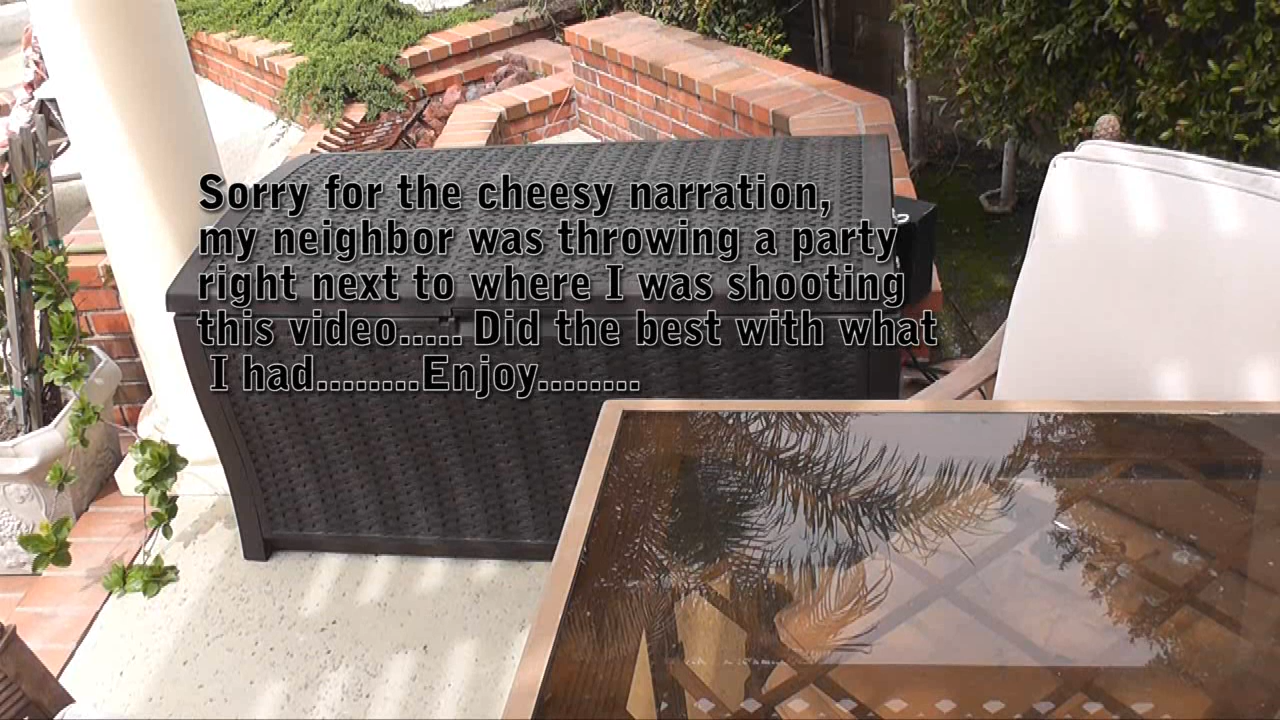 Sorry for the cheesy narration,
my neighbor was throwing a party
right next to where I was shooting
this video..... Did the best with what
I had........Enjoy........